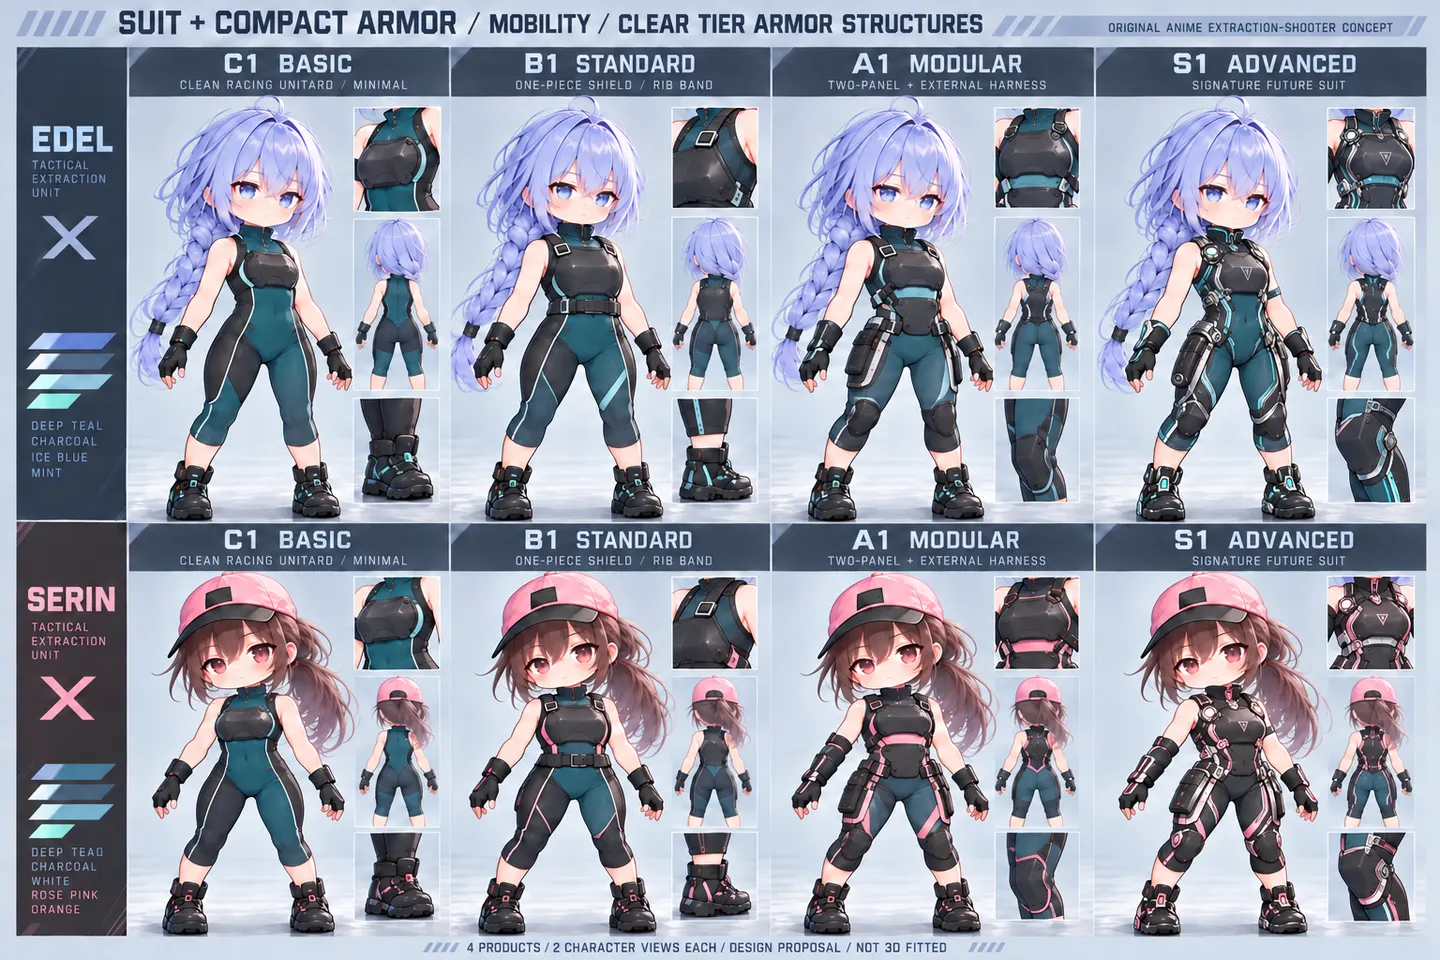 SUIT + COMPACT ARMOR / MOBILITY / CLEAR TIER ARMOR STRUCTURES
ORIGINAL ANIME EXTRACTION-SHOOTER CONCEPT
EDEL
TACTICAL
EXTRACTION
UNIT
DEEP TEAL
CHARCOAL
ICE BLUE
MINT
C1 BASIC
CLEAN RACING UNITARD / MINIMAL
B1 STANDARD
ONE-PIECE SHIELD / RIB BAND
A1 MODULAR
TWO-PANEL + EXTERNAL HARNESS
S1 ADVANCED
SIGNATURE FUTURE SUIT
SERIN
TACTICAL
EXTRACTION
UNIT
DEEP TEAD
CHARCOAL
WHITE
ROSE PINK
ORANGE
C1 BASIC
CLEAN RACING UNITARD / MINIMAL
B1 STANDARD
ONE-PIECE SHIELD / RIB BAND
A1 MODULAR
TWO-PANEL + EXTERNAL HARNESS
S1 ADVANCED
SIGNATURE FUTURE SUIT
4 PRODUCTS / 2 CHARACTER VIEWS EACH / DESIGN PROPOSAL / NOT 3D FITTED